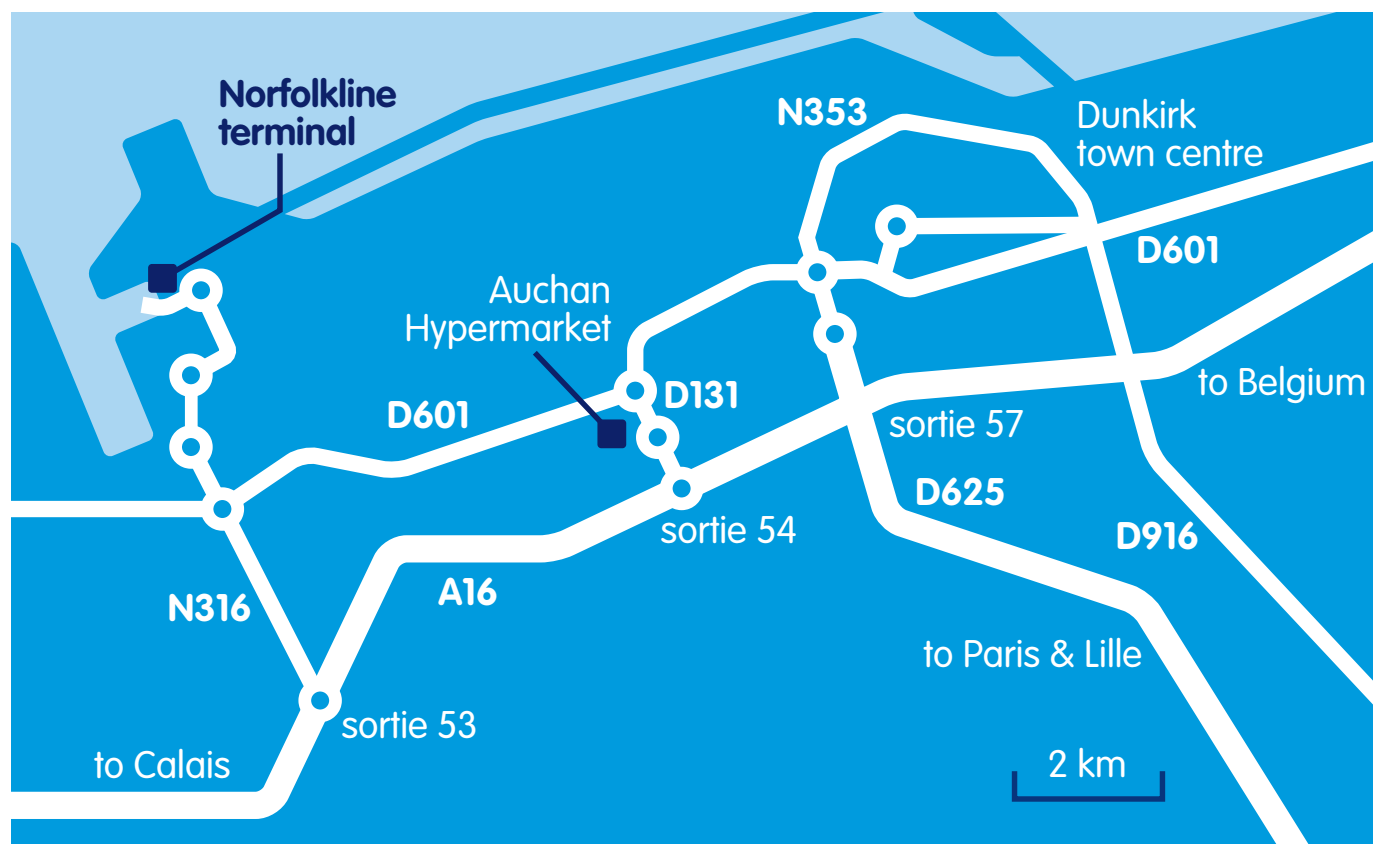 Norfolkline
terminal
N353
Dunkirk
town centre
D601
Auchan
Hypermarket
to Belgium
D131
D601
sortie 57
D625
sortie 54
D916
A16
N316
to Paris & Lille
sortie 53
to Calais
2 km